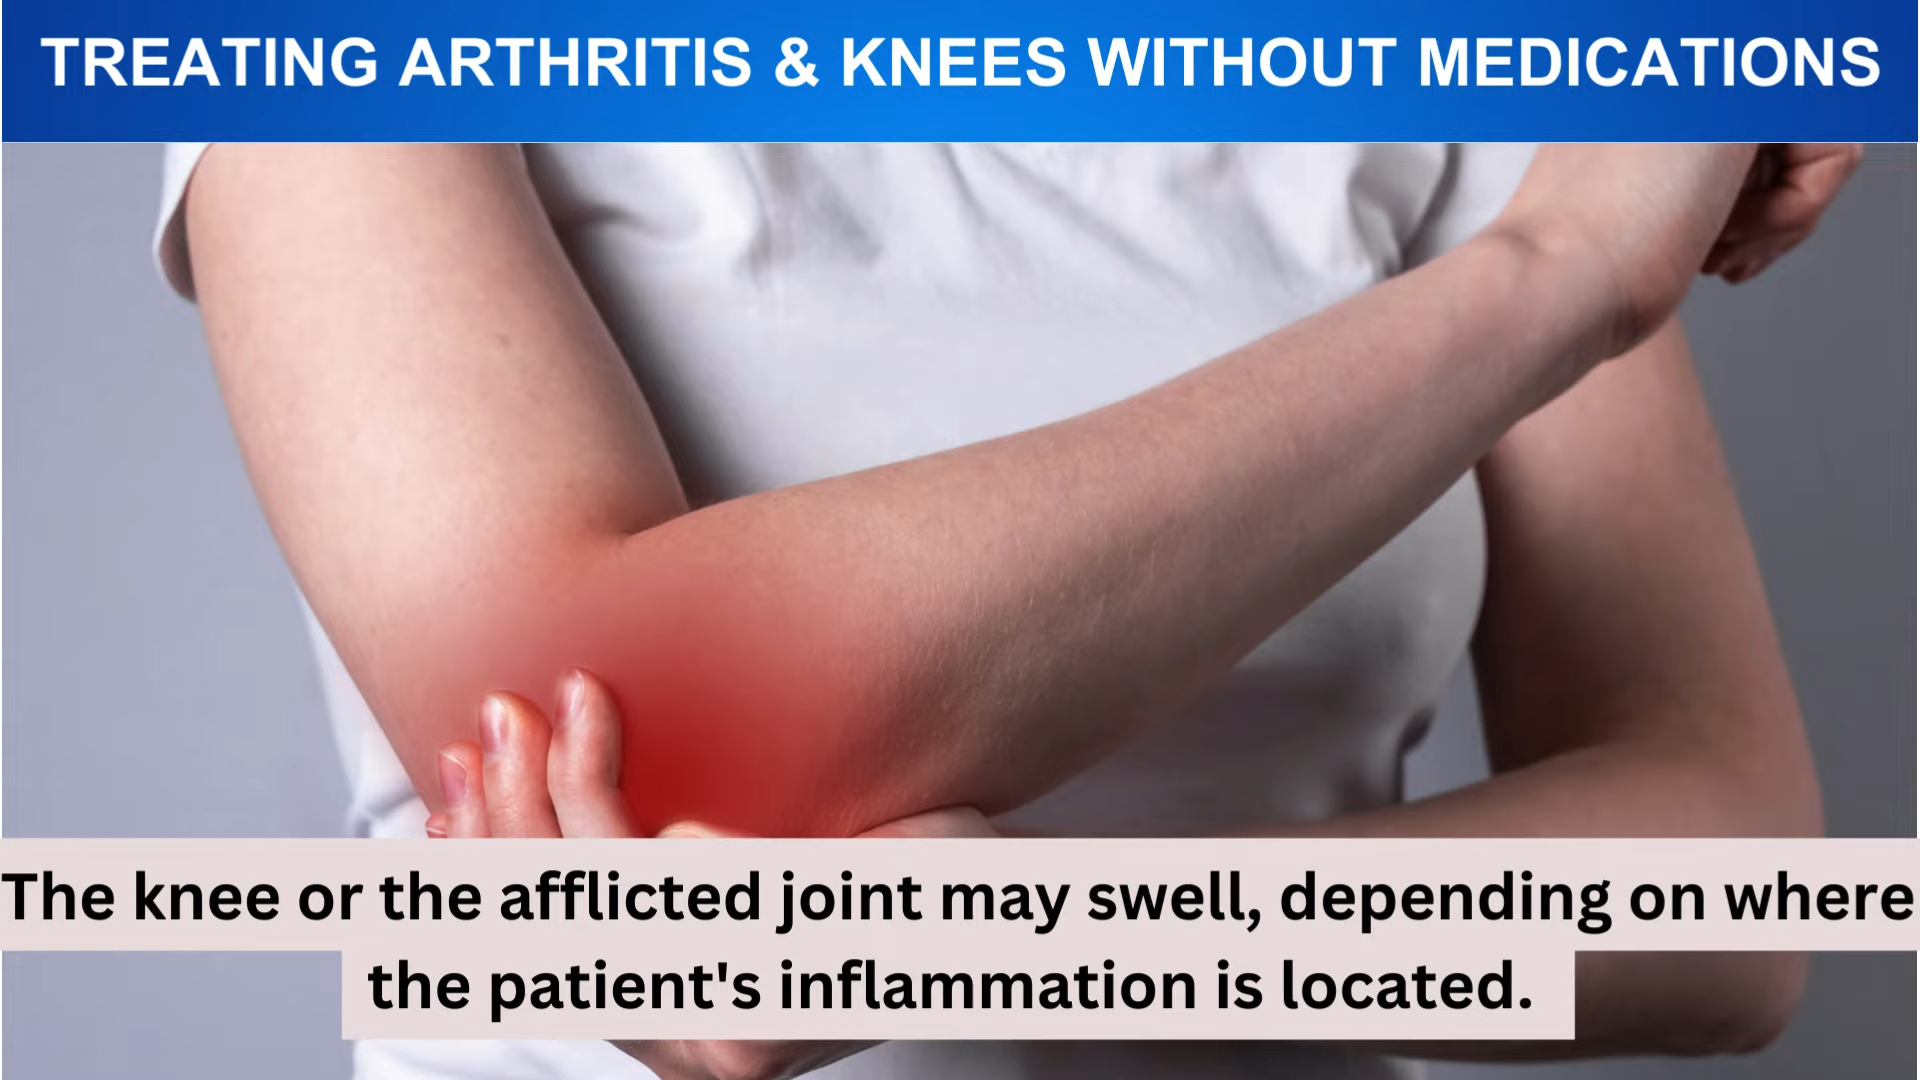 TREATING ARTHRITIS & KNEES WITHOUT MEDICATIONS
The knee or the afflicted joint may swell, depending on where
the patient's inflammation is located.